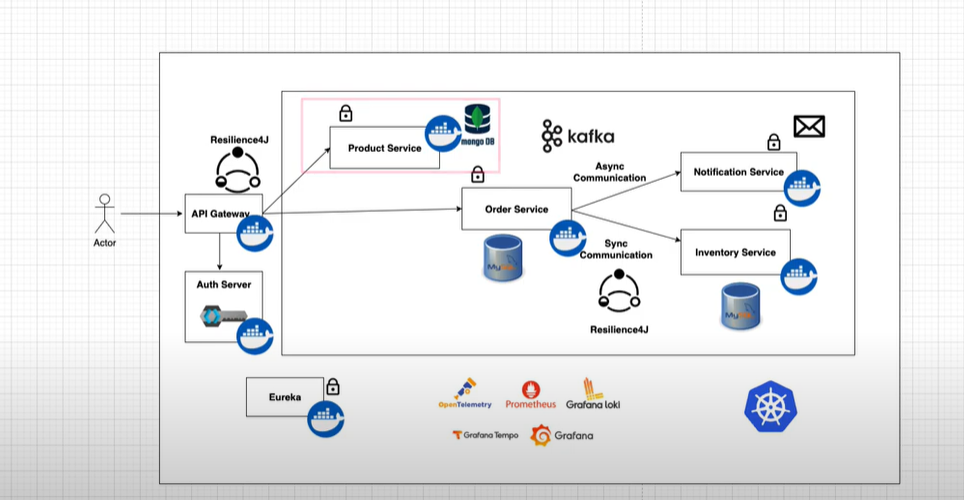 Resilience4J
Product Service
mongo DB
kafka
Async
Communication
Notification Service
Actor
API Gateway
Order Service
Auth Server
MySQL
Sync
Communication
Inventory Service
MySQL
Resilience4J
Eureka
OpenTelemetry
Prometheus
Grafana loki
Grafana Tempo
Grafana